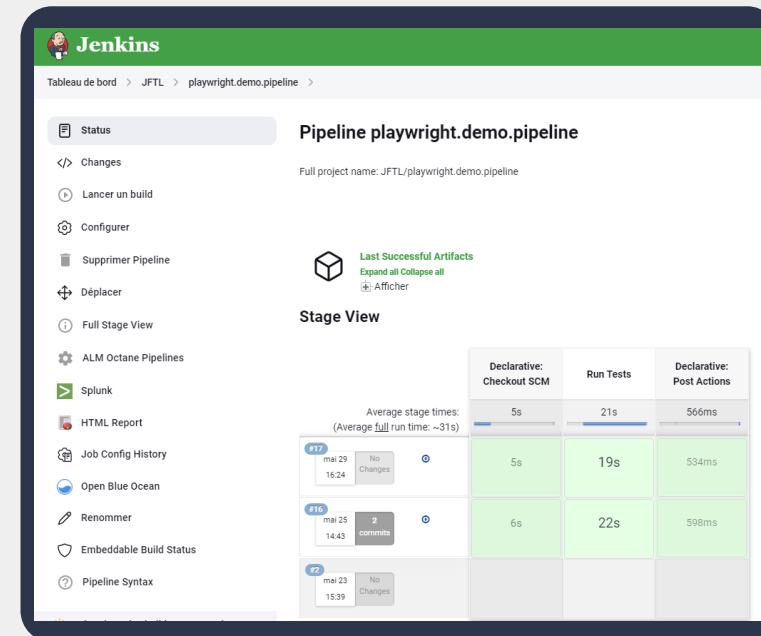 Jenkins
Tableau de bord > JFTL > playwright.demo.pipeline >
Status
Changes
Lancer un build
Configurer
Supprimer Pipeline
Déplacer
Full Stage View
ALM Octane Pipelines
Splunk
HTML Report
Job Config History
Open Blue Ocean
Renommer
Embeddable Build Status
Pipeline Syntax
Pipeline playwright.demo.pipeline
Full project name: JFTL/playwright.demo.pipeline
Last Successful Artifacts
Expand all Collapse all
Afficher
Stage View
Declarative: Checkout SCM
Run Tests
Declarative: Post Actions
Average stage times: 5s 21s 566ms
(Average full run time: ~31s)
#17
mai 29
16:24
No Changes
5s 19s 534ms
#16
mai 25
14:43
2 commits
6s 22s 598ms
#2
mai 23
15:39
No Changes